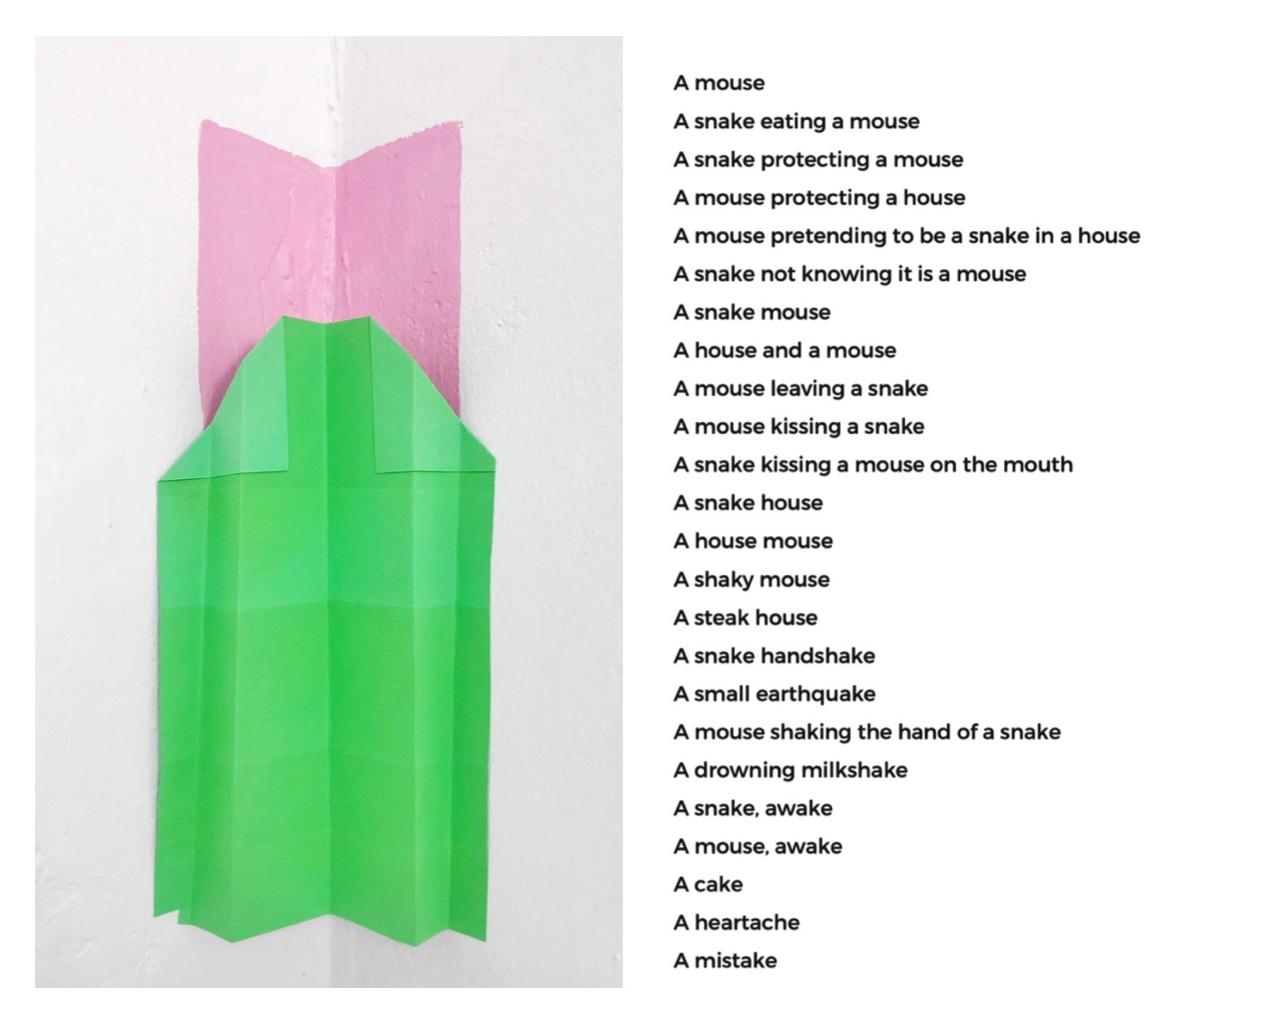 A mouse
A snake eating a mouse
A snake protecting a mouse
A mouse protecting a house
A mouse pretending to be a snake in a house
A snake not knowing it is a mouse
A snake mouse
A house and a mouse
A mouse leaving a snake
A mouse kissing a snake
A snake kissing a mouse on the mouth
A snake house
A house mouse
A shaky mouse
A steak house
A snake handshake
A small earthquake
A mouse shaking the hand of a snake
A drowning milkshake
A snake, awake
A mouse, awake
A cake
A heartache
A mistake